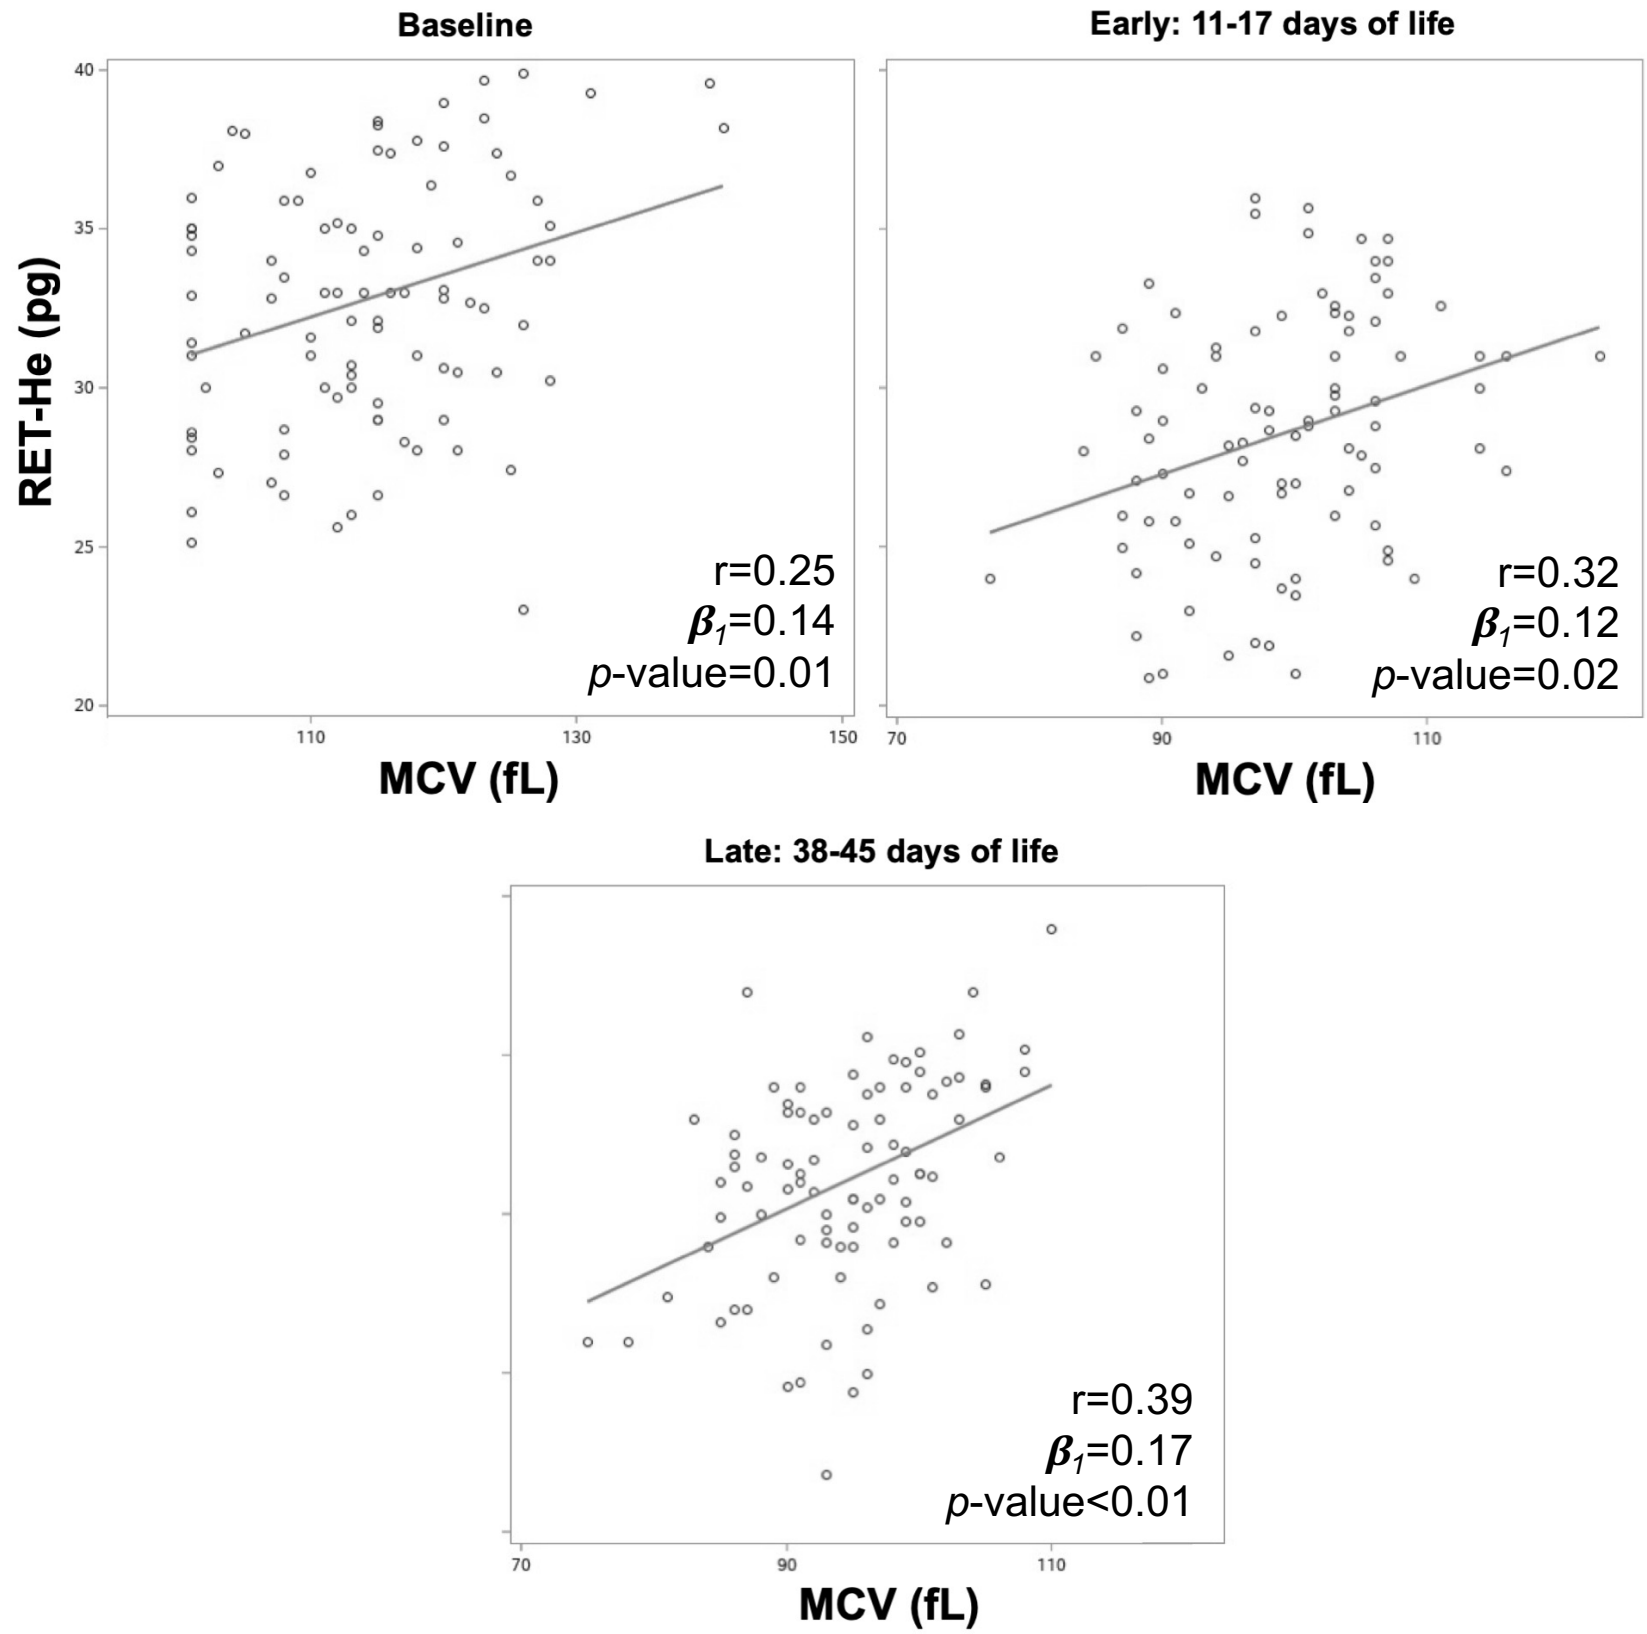 Baseline
Early: 11-17 days of life
RET-He (pg)
40
35
30
25
20
r=0.25
β1=0.14
p-value=0.01
110
130
150
MCV (fL)
r=0.32
β1=0.12
p-value=0.02
70
90
110
MCV (fL)
Late: 38-45 days of life
r=0.39
β1=0.17
p-value<0.01
70
90
110
MCV (fL)